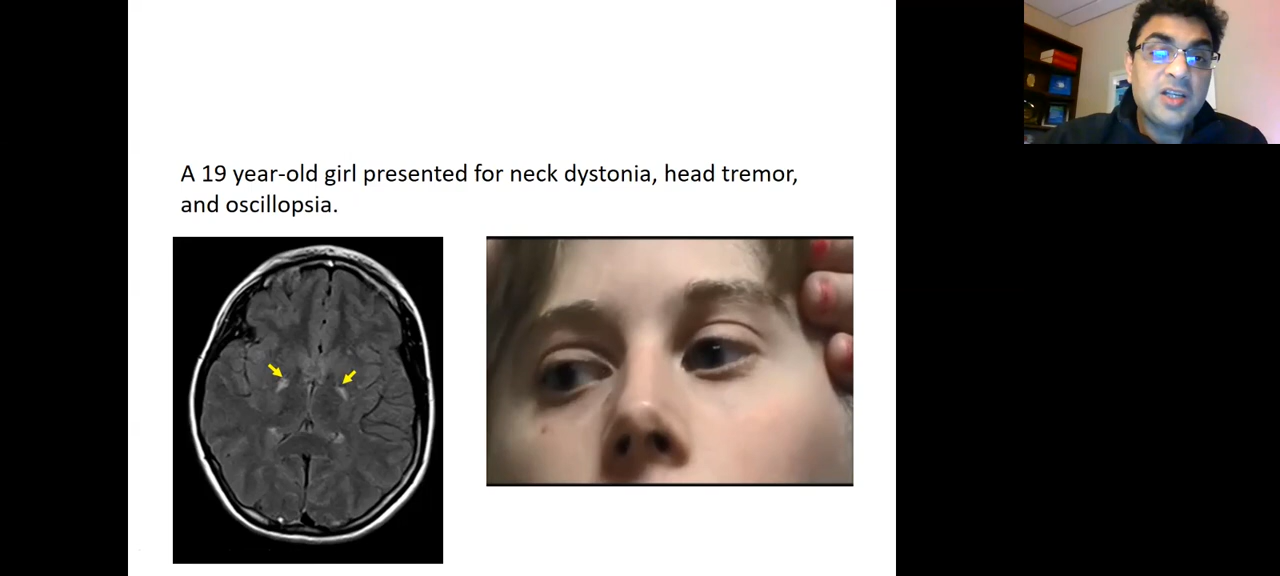 A 19 year-old girl presented for neck dystonia, head tremor,
and oscillopsia.